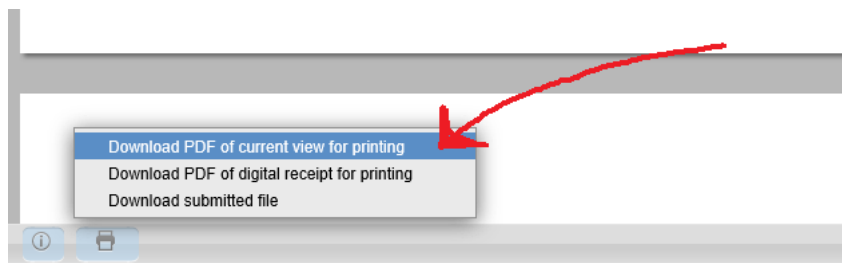 Download PDF of current view for printing
Download PDF of digital receipt for printing
Download submitted file